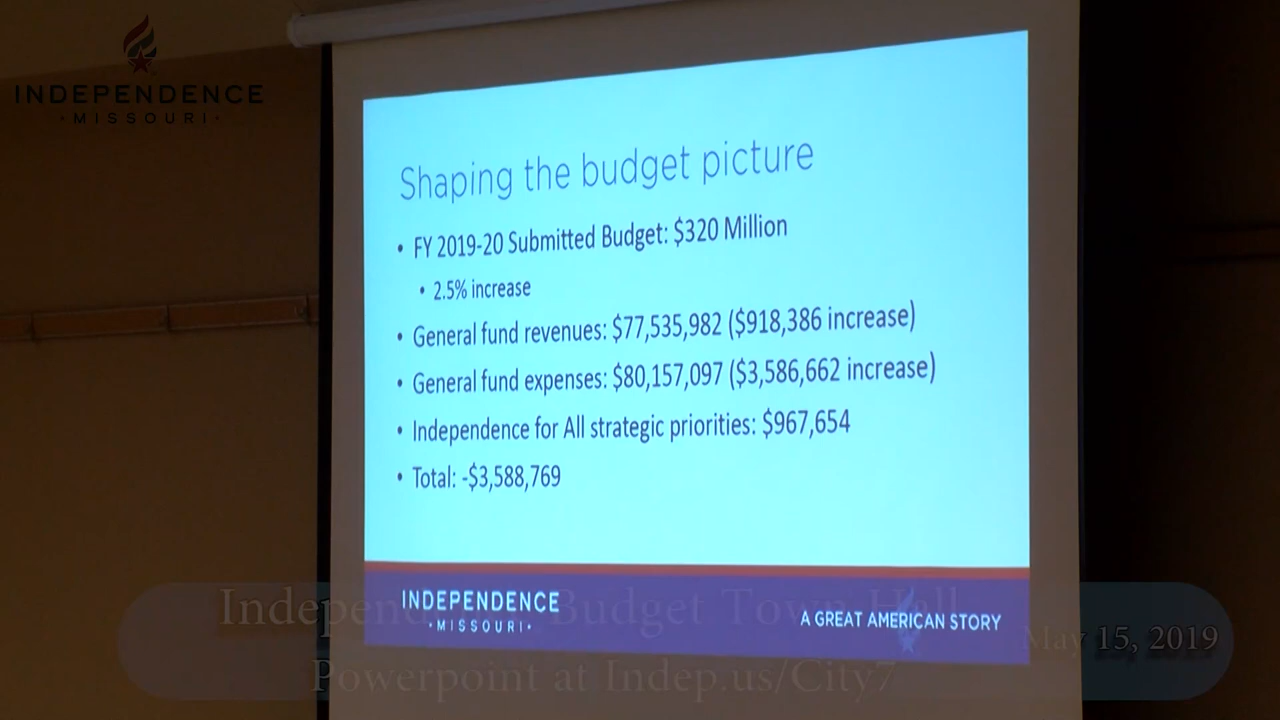 INDEPENDENCE
·MISSOURI·
Shaping the budget picture
• FY 2019-20 Submitted Budget: $320 Million
• 2.5% increase
• General fund revenues: $77,535,982 ($918,386 increase)
• General fund expenses: $80,157,097 ($3,586,662 increase)
• Independence for All strategic priorities: $967,654
• Total: -$3,588,769
INDEPENDENCE
·MISSOURI·
A GREAT AMERICAN STORY
Independence Budget Town Hall
May 15, 2019
Powerpoint at Indep.us/City7